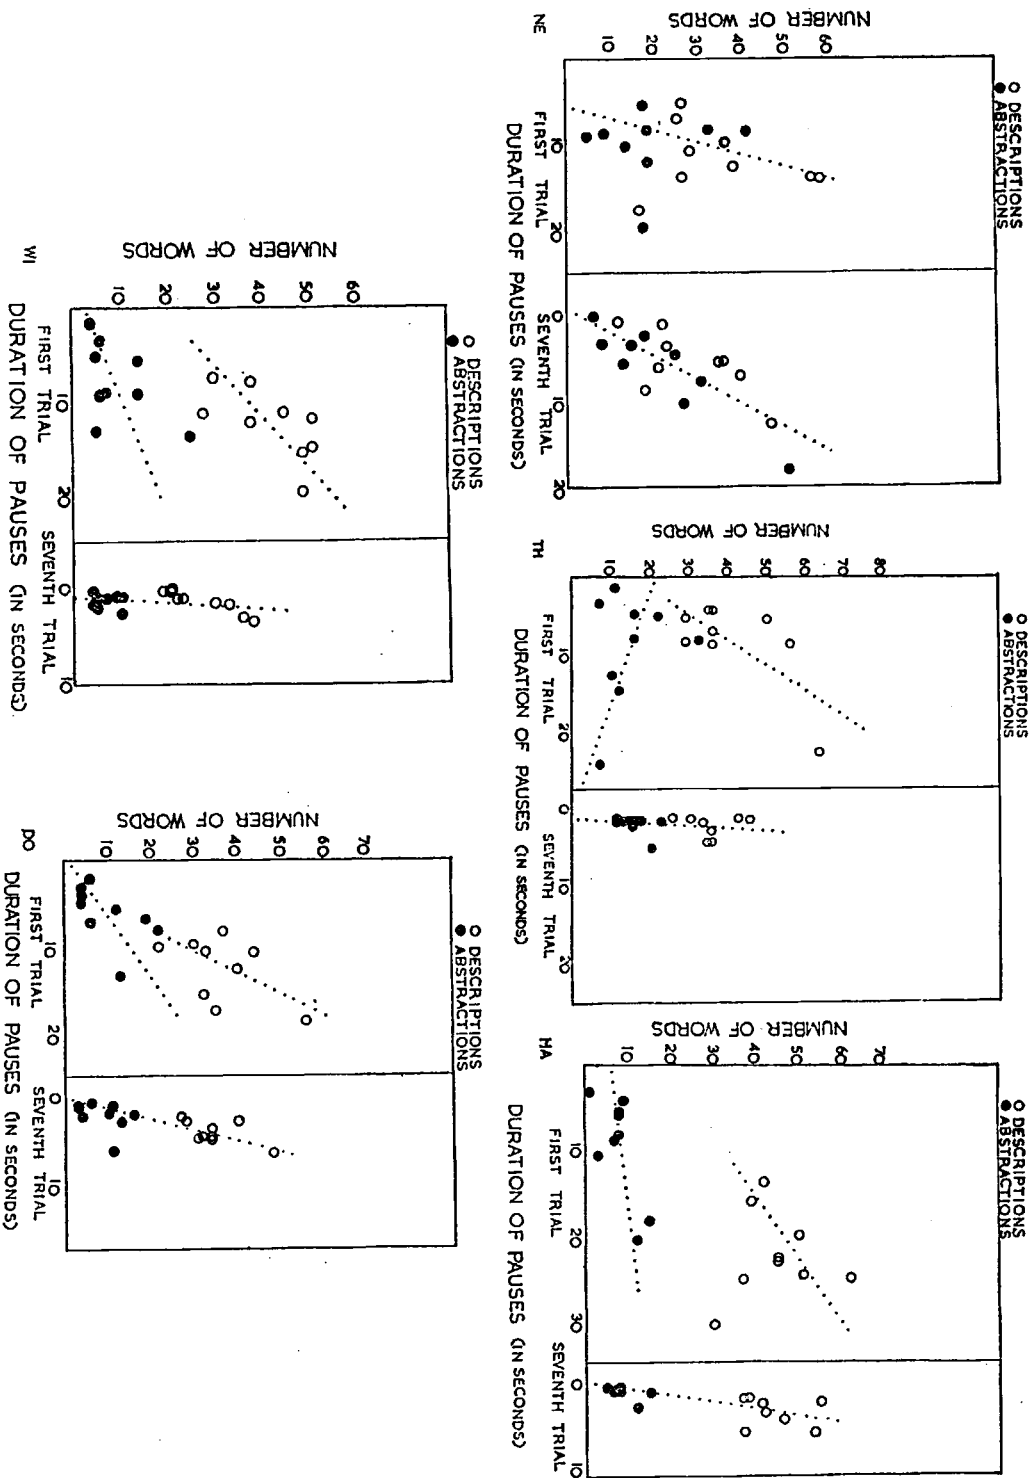 ○ DESCRIPTIONS
● ABSTRACTIONS
NUMBER OF WORDS
60
50
40
30
20
10
10 20 0 10 20
FIRST TRIAL SEVENTH TRIAL
NE DURATION OF PAUSES (IN SECONDS)
○ DESCRIPTIONS
● ABSTRACTIONS
NUMBER OF WORDS
80
70
60
50
40
30
20
10
10 20 0 10 20
FIRST TRIAL SEVENTH TRIAL
TH DURATION OF PAUSES (IN SECONDS)
○ DESCRIPTIONS
● ABSTRACTIONS
NUMBER OF WORDS
70
60
50
40
30
20
10
10 20 30 0 10
FIRST TRIAL SEVENTH TRIAL
HA DURATION OF PAUSES (IN SECONDS)
○ DESCRIPTIONS
● ABSTRACTIONS
NUMBER OF WORDS
60
50
40
30
20
10
10 20 0 10
FIRST TRIAL SEVENTH TRIAL
WI DURATION OF PAUSES (IN SECONDS).
○ DESCRIPTIONS
● ABSTRACTIONS
NUMBER OF WORDS
70
60
50
40
30
20
10
10 20 0 10
FIRST TRIAL SEVENTH TRIAL
DO DURATION OF PAUSES (IN SECONDS)